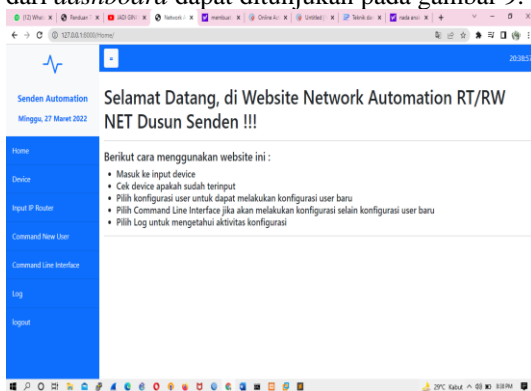 dari dashboard dapat ditunjukan pada gambar 9.
127.0.0.1:8000/Home/
20:38:57
Senden Automation
Minggu, 27 Maret 2022
Home
Device
Input IP Router
Command New User
Command Line Interface
Log
logout
Selamat Datang, di Website Network Automation RT/RW
NET Dusun Senden !!!
Berikut cara menggunakan website ini :
Masuk ke input device
Cek device apakah sudah terinput
Pilih konfigurasi user untuk dapat melakukan konfigurasi user baru
Pilih Command Line Interface jika akan melakukan konfigurasi selain konfigurasi user baru
Pilih Log untuk mengetahui aktivitas konfigurasi
29°C Kabut